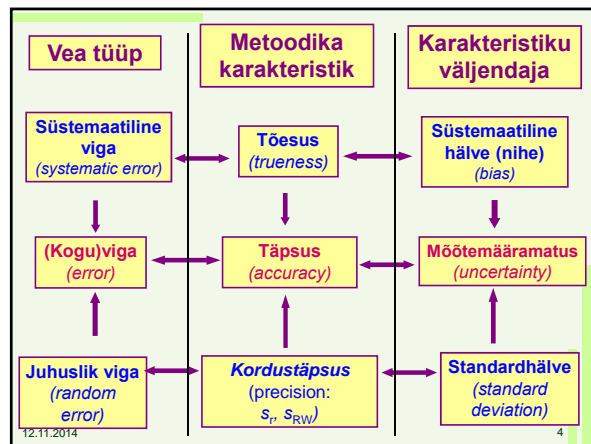 Vea tüüp
Metoodika
karakteristik
Karakteristiku
väljendaja
Süstemaatiline
viga
(systematic error)
Tõesus
(trueness)
Süstemaatiline
hälve (nihe)
(bias)
(Kogu)viga
(error)
Täpsus
(accuracy)
Mõõtemääramatus
(uncertainty)
Juhuslik viga
(random
error)
Kordustäpsus
(precision:
sr, sRW)
Standardhälve
(standard
deviation)
12.11.2014
4